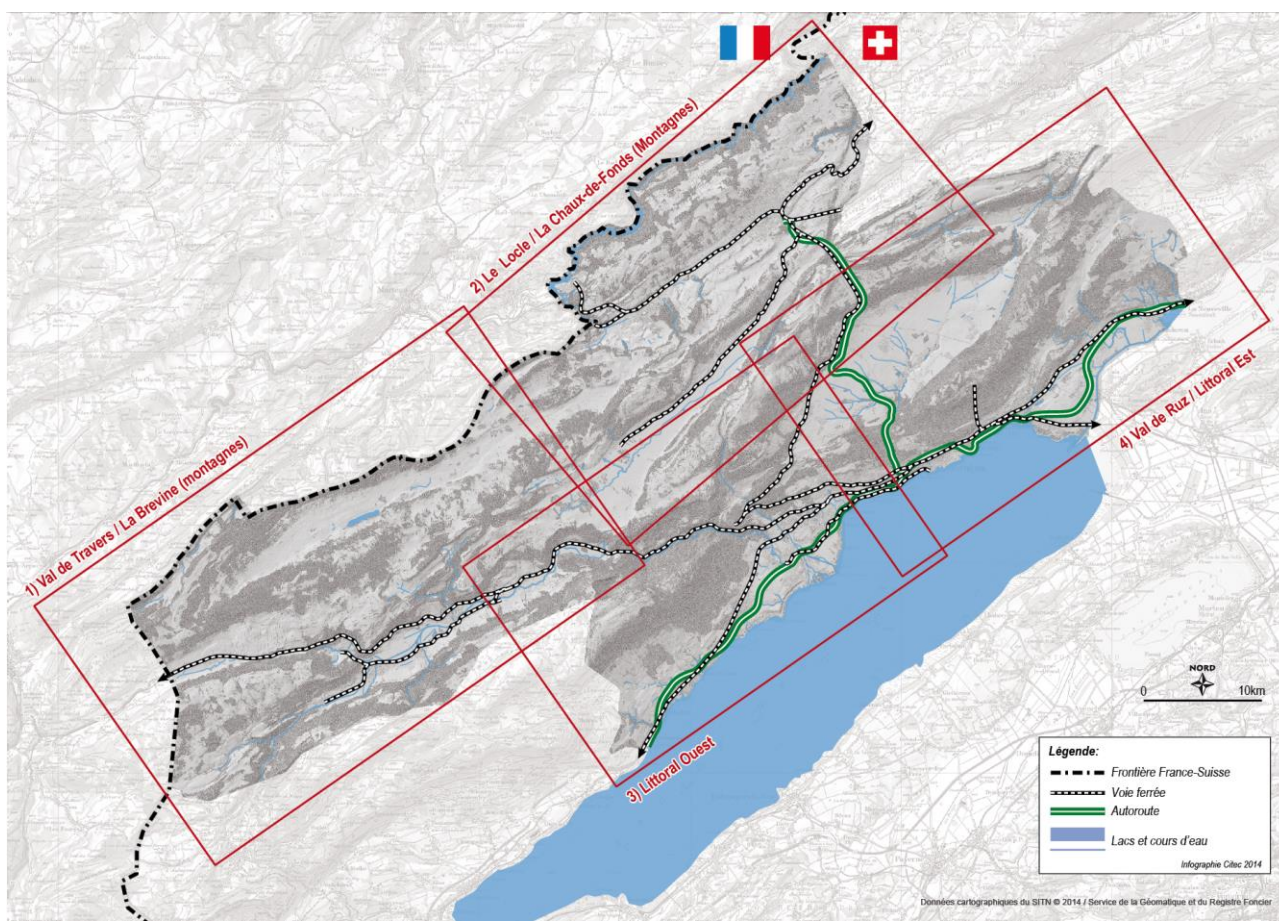 2) Le Locle / La Chaux-de-Fonds (Montagnes)
1) Val de Travers / La Brevine (montagnes)
4) Val de Ruz / Littoral Est
3) Littoral Ouest
NORD
0 10km
Légende:
Frontière France-Suisse
Voie ferrée
Autoroute
Lacs et cours d'eau
Infographie Citec 2014
Données cartographiques du SITN © 2014 / Service de la Géomatique et du Registre Foncier